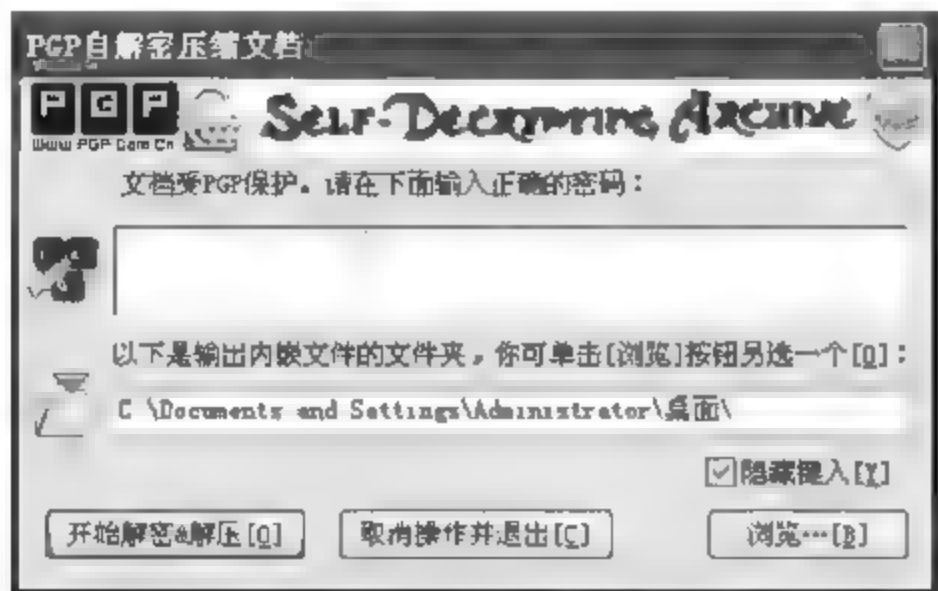 PGP自解密压缩文档
PGP
www PGP Com Cn
Self-Decrypting Archive
文档受PGP保护。请在下面输入正确的密码：
以下是输出内嵌文件的文件夹，你可单击[浏览]按钮另选一个[O]：
C \Documents and Settings\Administrator\桌面\
隐藏键入[Y]
开始解密&解压[O]
取消操作并退出[C]
浏览…[B]